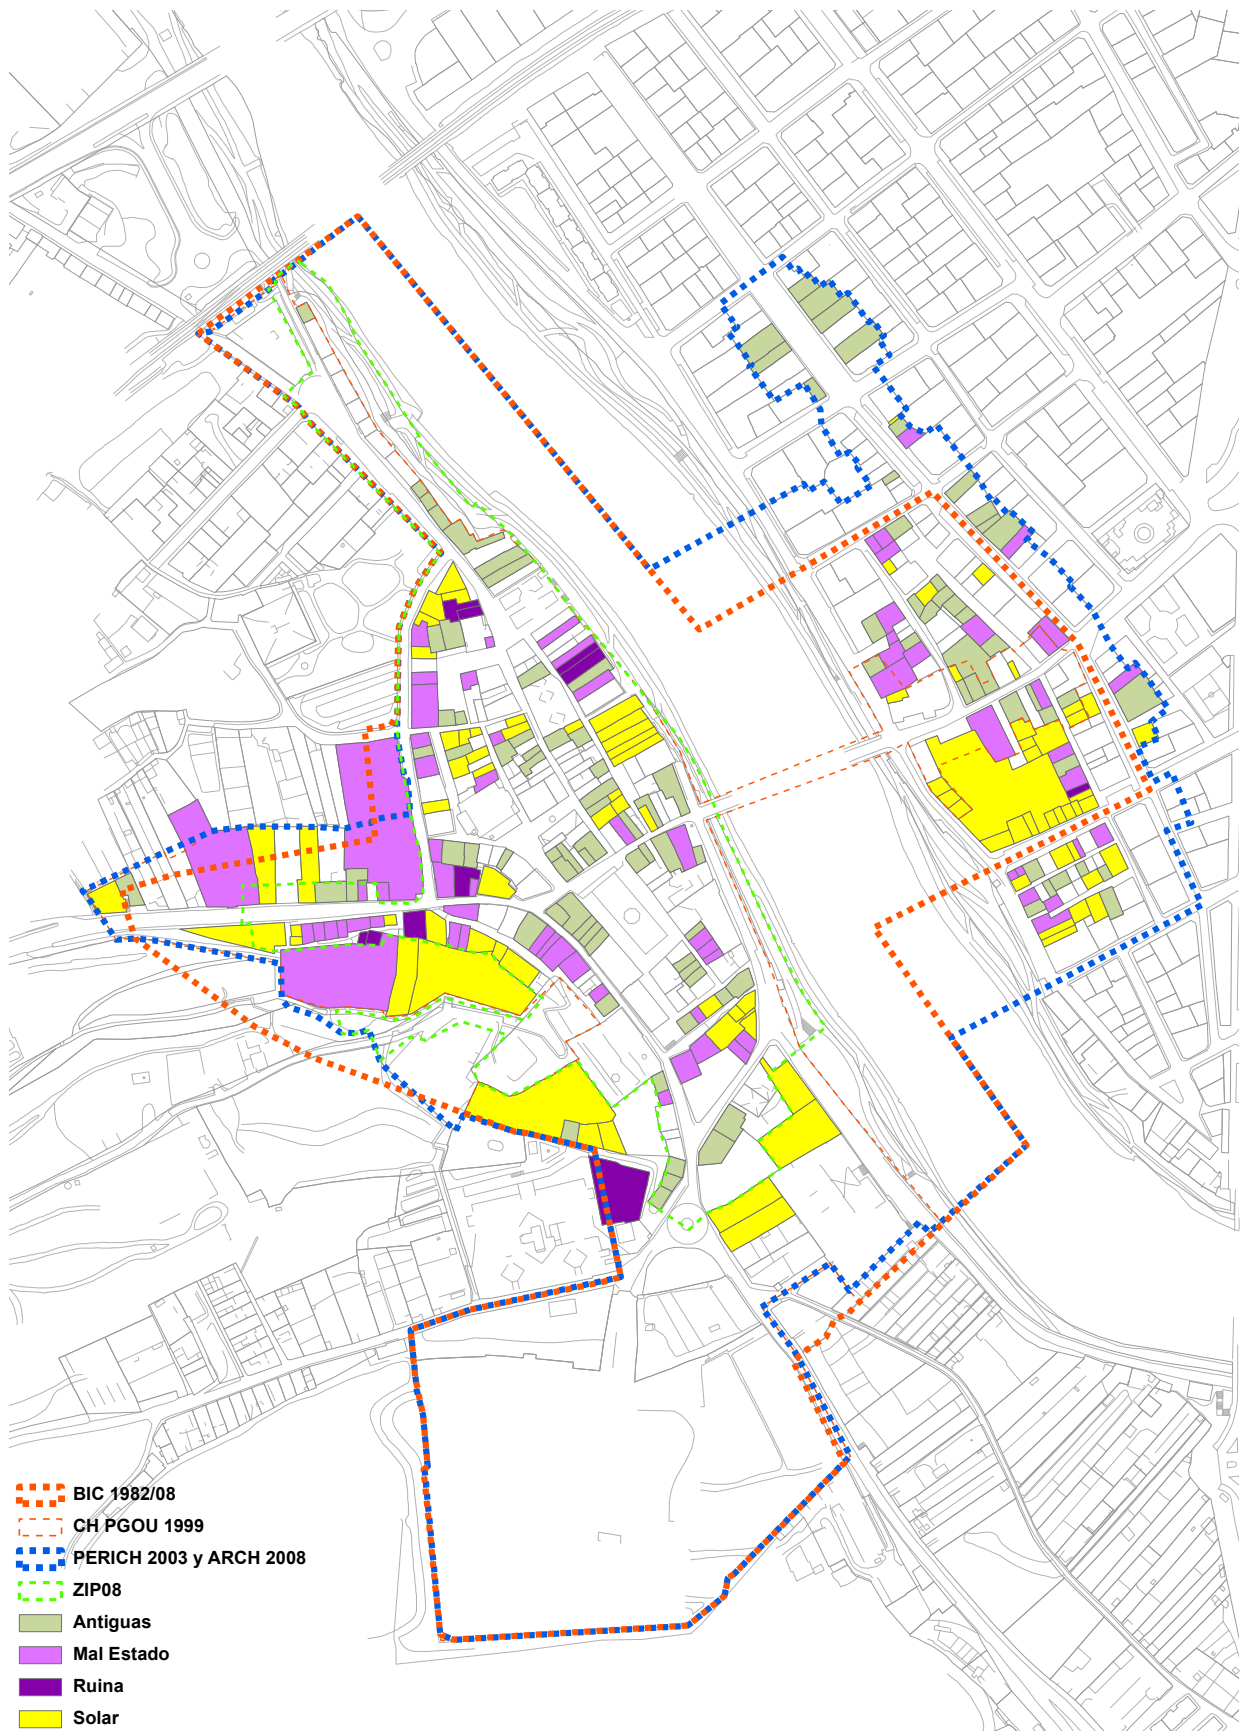 BIC 1982/08
CH PGOU 1999
PERICH 2003 y ARCH 2008
ZIP08
Antiguas
Mal Estado
Ruina
Solar